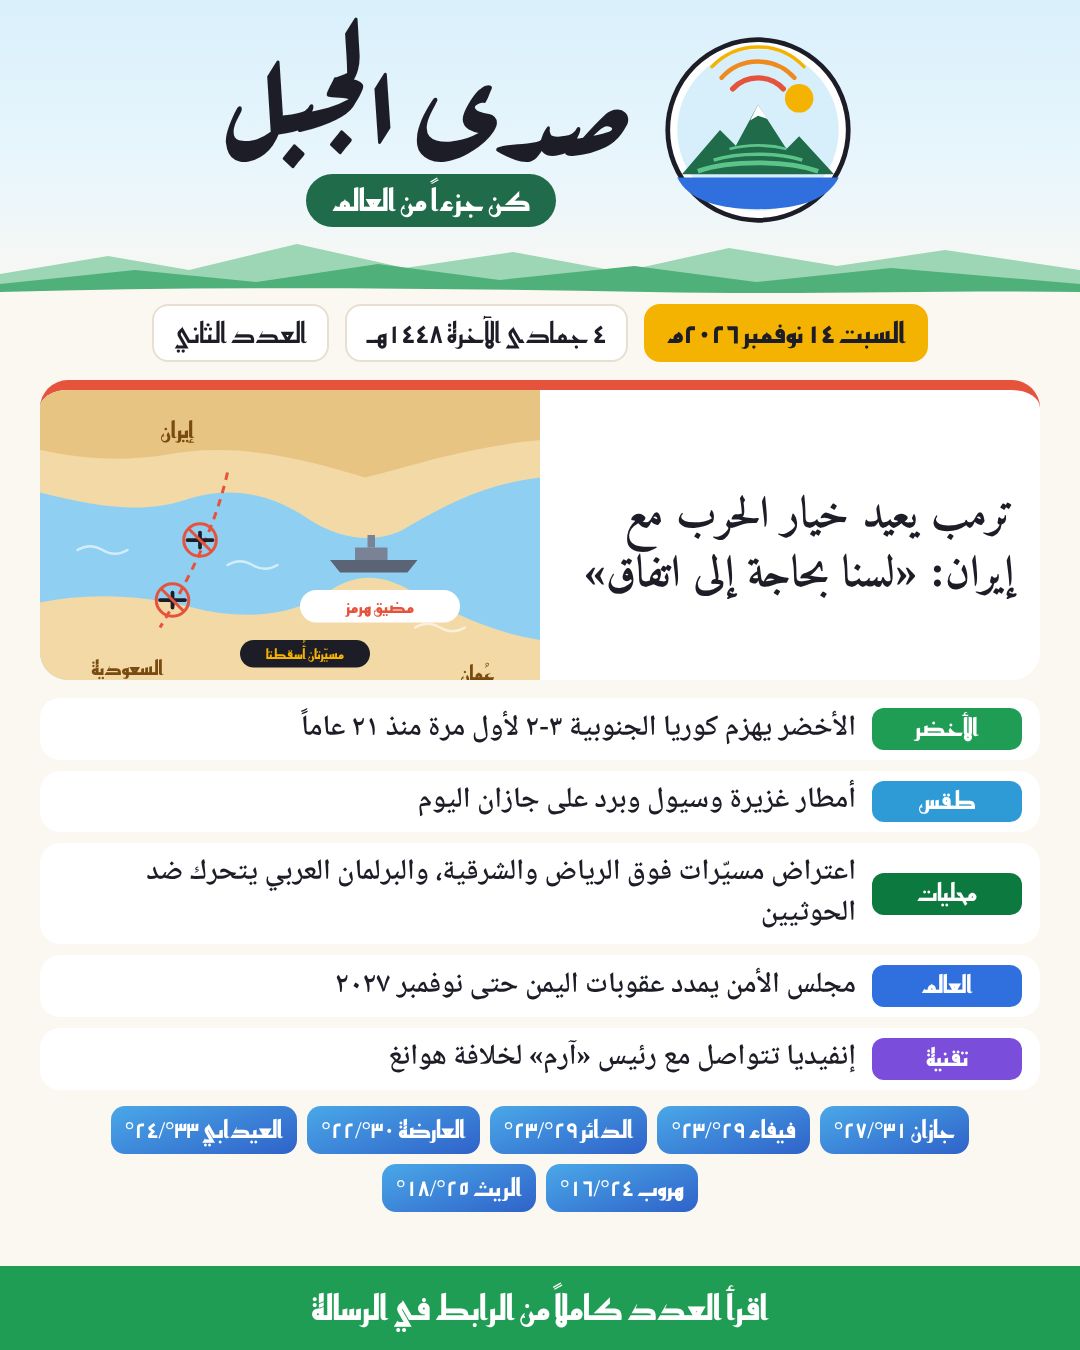 صدى الجبل
كن جزءاً من العالم
السبت ١٤ نوفمبر ٢٠٢٦م
٤ جمادى الآخرة ١٤٤٨هـ
العدد الثاني
ترمب يعيد خيار الحرب مع
إيران: «لسنا بحاجة إلى اتفاق»
إيران
مضيق هرمز
مسيّرتان أُسقطتا
السعودية
عُمان
الأخضر
الأخضر يهزم كوريا الجنوبية ٣-٢ لأول مرة منذ ٢١ عاماً
طقس
أمطار غزيرة وسيول وبرد على جازان اليوم
محليات
اعتراض مسيّرات فوق الرياض والشرقية، والبرلمان العربي يتحرك ضد
الحوثيين
العالم
مجلس الأمن يمدد عقوبات اليمن حتى نوفمبر ٢٠٢٧
تقنية
إنفيديا تتواصل مع رئيس «آرم» لخلافة هوانغ
جازان ٣١°/٢٧°
فيفاء ٢٩°/٢٣°
الدائر ٢٩°/٢٣°
العارضة ٣٠°/٢٢°
العيدابي ٣٣°/٢٤°
هروب ٢٤°/١٦°
الريث ٢٥°/١٨°
اقرأ العدد كاملاً من الرابط في الرسالة